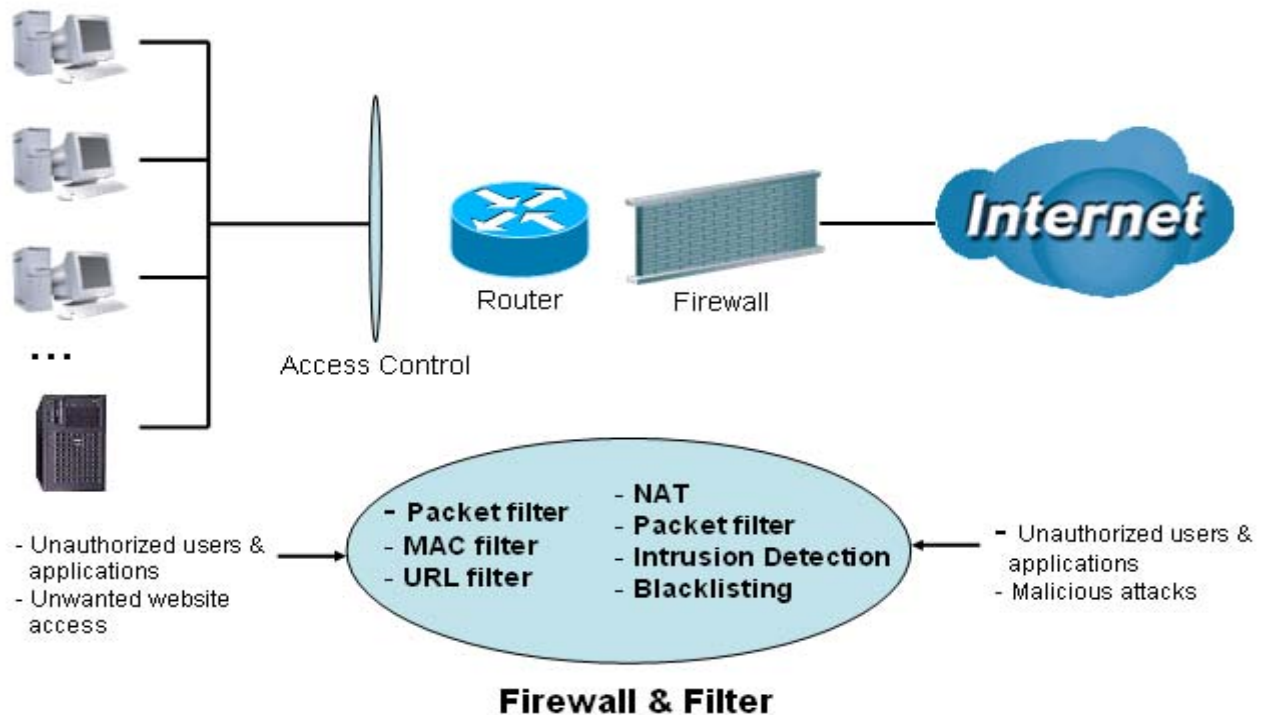 Internet
Router
Firewall
...
Access Control
- Packet filter
- MAC filter
- URL filter
- NAT
- Packet filter
- Intrusion Detection
- Blacklisting
- Unauthorized users &
applications
- Unwanted website
access
- Unauthorized users &
applications
- Malicious attacks
Firewall & Filter